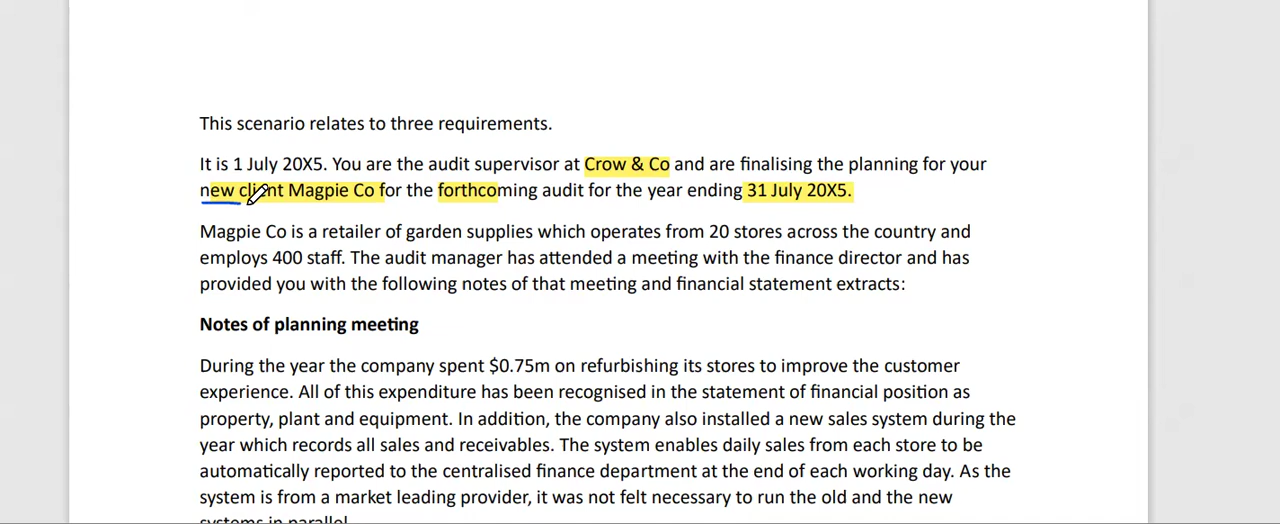 This scenario relates to three requirements.
It is 1 July 20X5. You are the audit supervisor at Crow & Co and are finalising the planning for your
new client Magpie Co for the forthcoming audit for the year ending 31 July 20X5.
Magpie Co is a retailer of garden supplies which operates from 20 stores across the country and
employs 400 staff. The audit manager has attended a meeting with the finance director and has
provided you with the following notes of that meeting and financial statement extracts:
Notes of planning meeting
During the year the company spent $0.75m on refurbishing its stores to improve the customer
experience. All of this expenditure has been recognised in the statement of financial position as
property, plant and equipment. In addition, the company also installed a new sales system during the
year which records all sales and receivables. The system enables daily sales from each store to be
automatically reported to the centralised finance department at the end of each working day. As the
system is from a market leading provider, it was not felt necessary to run the old and the new
systems in parallel.